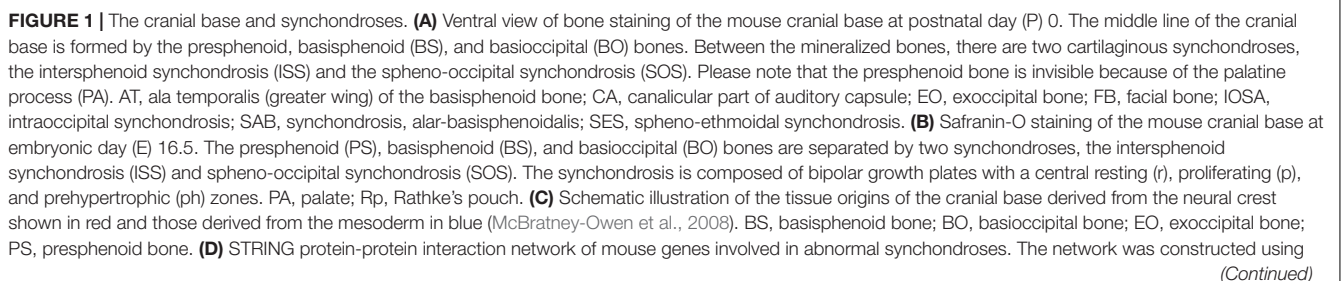 FIGURE 1 | The cranial base and synchondroses. (A) Ventral view of bone staining of the mouse cranial base at postnatal day (P) 0. The middle line of the cranial
base is formed by the presphenoid, basisphenoid (BS), and basioccipital (BO) bones. Between the mineralized bones, there are two cartilaginous synchondroses,
the intersphenoid synchondrosis (ISS) and the spheno-occipital synchondrosis (SOS). Please note that the presphenoid bone is invisible because of the palatine
process (PA). AT, ala temporalis (greater wing) of the basisphenoid bone; CA, canalicular part of auditory capsule; EO, exoccipital bone; FB, facial bone; IOSA,
intraoccipital synchondrosis; SAB, synchondrosis, alar-basisphenoidalis; SES, spheno-ethmoidal synchondrosis. (B) Safranin-O staining of the mouse cranial base at
embryonic day (E) 16.5. The presphenoid (PS), basisphenoid (BS), and basioccipital (BO) bones are separated by two synchondroses, the intersphenoid
synchondrosis (ISS) and spheno-occipital synchondrosis (SOS). The synchondrosis is composed of bipolar growth plates with a central resting (r), proliferating (p),
and prehypertrophic (ph) zones. PA, palate; Rp, Rathke's pouch. (C) Schematic illustration of the tissue origins of the cranial base derived from the neural crest
shown in red and those derived from the mesoderm in blue (McBratney-Owen et al., 2008). BS, basisphenoid bone; BO, basioccipital bone; EO, exoccipital bone;
PS, presphenoid bone. (D) STRING protein-protein interaction network of mouse genes involved in abnormal synchondroses. The network was constructed using
(Continued)